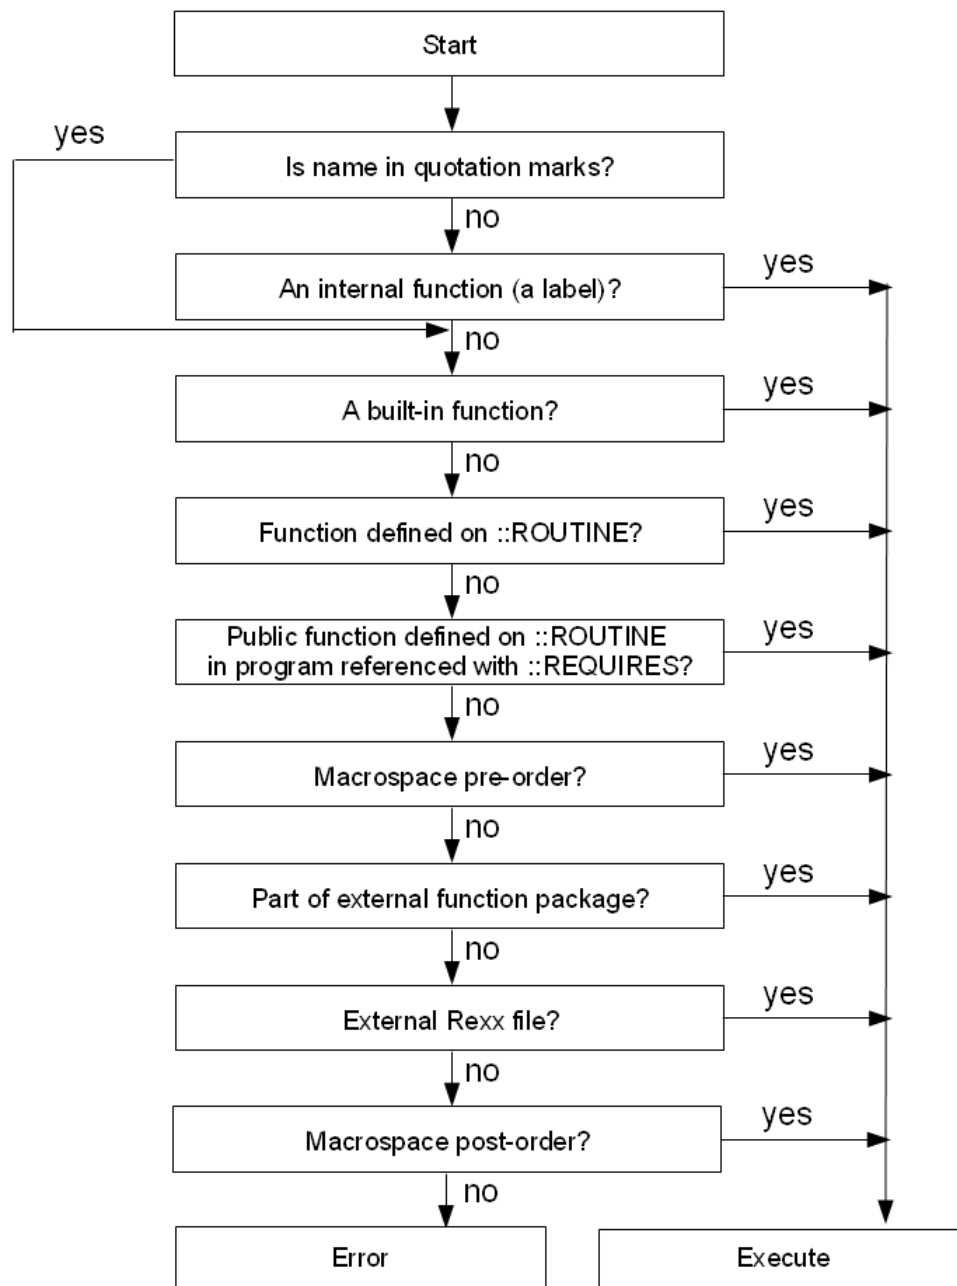 Start
yes
Is name in quotation marks?
no
yes
An internal function (a label)?
no
yes
A built-in function?
no
yes
Function defined on ::ROUTINE?
no
yes
Public function defined on ::ROUTINE
in program referenced with ::REQUIRES?
no
yes
Macrospace pre-order?
no
yes
Part of external function package?
no
yes
External Rexx file?
no
yes
Macrospace post-order?
no
Error
Execute